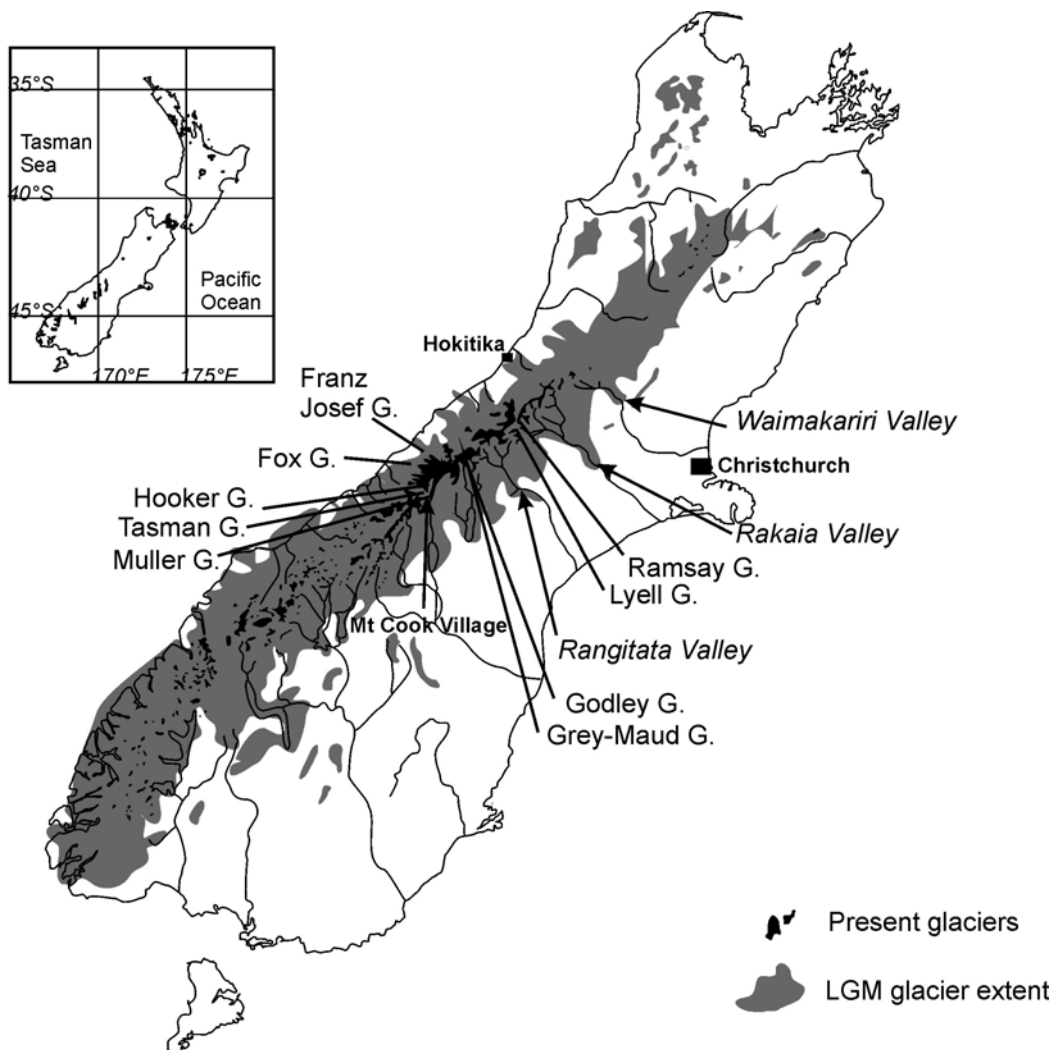 35°S
Tasman
Sea
40°S
Pacific
Ocean
45°S
170°E
175°E
Hokitika
Franz
Josef G.
Waimakariri Valley
Fox G.
Christchurch
Hooker G.
Tasman G.
Rakaia Valley
Muller G.
Ramsay G.
Lyell G.
Mt Cook Village
Rangitata Valley
Godley G.
Grey-Maud G.
Present glaciers
LGM glacier extent